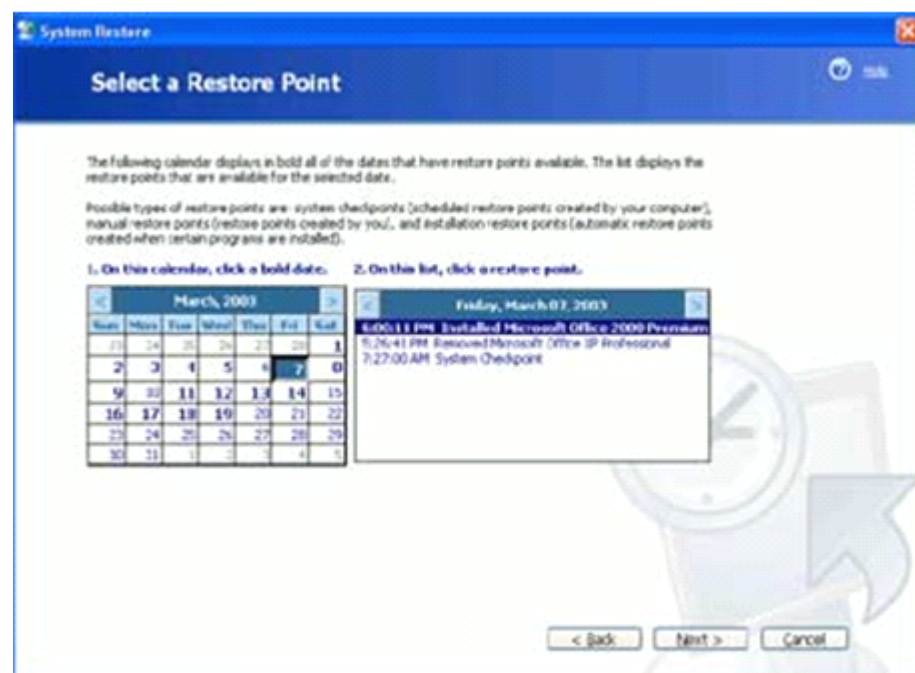 System Restore
Select a Restore Point
Help
The following calendar displays in bold all of the dates that have restore points available. The list displays the
restore points that are available for the selected date.
Possible types of restore points are: system checkpoints (scheduled restore points created by your computer),
manual restore points (restore points created by you), and installation restore points (automatic restore points
created when certain programs are installed).
1. On this calendar, click a bold date.
2. On this list, click a restore point.
< March, 2003 >
Sun Mon Tue Wed Thu Fri Sat
23 24 25 26 27 28 1
2 3 4 5 6 7 8
9 10 11 12 13 14 15
16 17 18 19 20 21 22
23 24 25 26 27 28 29
30 31 1 2 3 4 5
< Friday, March 07, 2003 >
6:00:11 PM Installed Microsoft Office 2000 Premium
5:26:41 PM Removed Microsoft Office XP Professional
7:27:00 AM System Checkpoint
< Back
Next >
Cancel